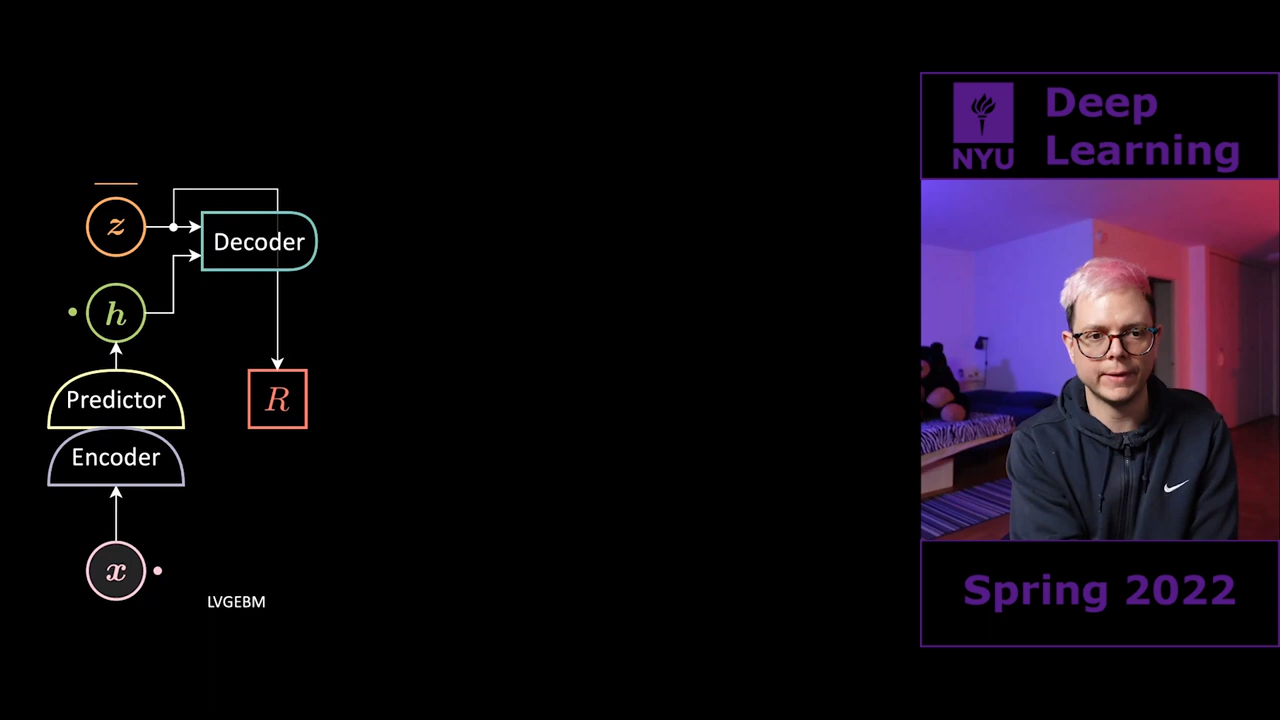 z
Decoder
h
Predictor
R
Encoder
x
LVGEBM
NYU
Deep
Learning
Spring 2022